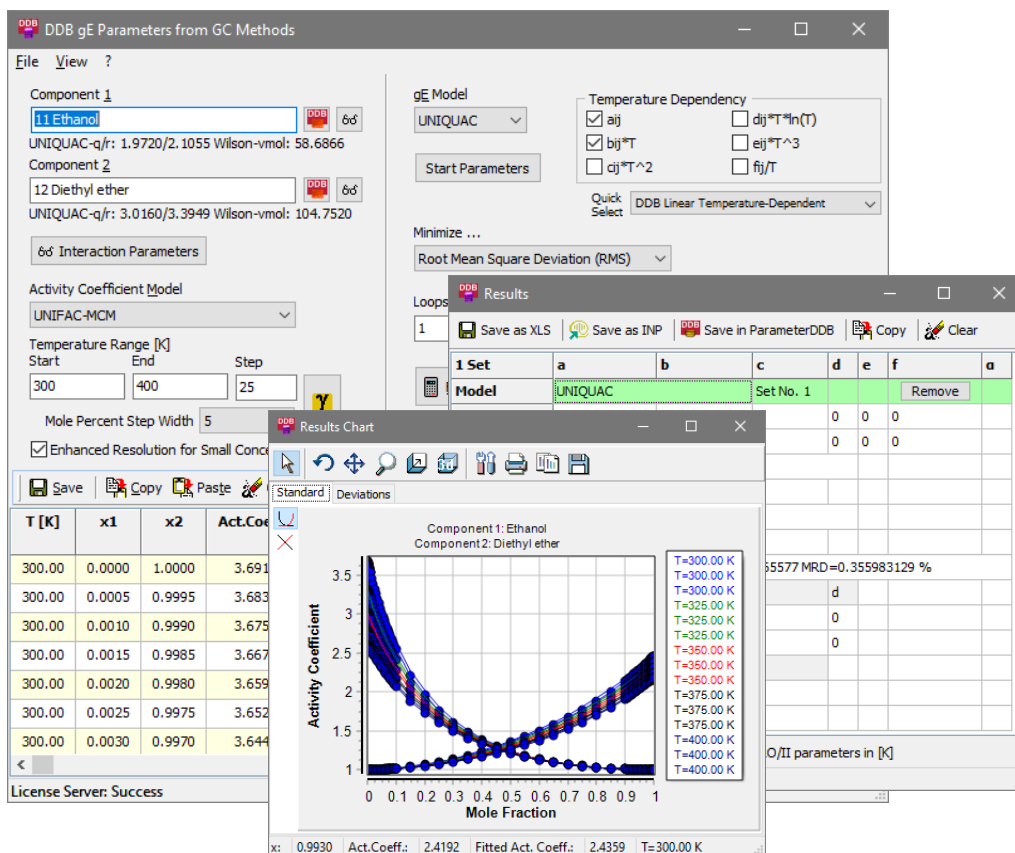 DDB gE Parameters from GC Methods
File View ?
Component 1
11 Ethanol
DDB
UNIQUAC-q/r: 1.9720/2.1055 Wilson-vmol: 58.6866
Component 2
12 Diethyl ether
DDB
UNIQUAC-q/r: 3.0160/3.3949 Wilson-vmol: 104.7520
Interaction Parameters
Activity Coefficient Model
UNIFAC-MCM
Temperature Range [K]
Start End Step
300 400 25
γ
Mole Percent Step Width 5
Enhanced Resolution for Small Conce
Save Copy Paste
T [K] x1 x2 Act.Coe
300.00 0.0000 1.0000 3.691
300.00 0.0005 0.9995 3.683
300.00 0.0010 0.9990 3.675
300.00 0.0015 0.9985 3.667
300.00 0.0020 0.9980 3.659
300.00 0.0025 0.9975 3.652
300.00 0.0030 0.9970 3.644
License Server: Success
gE Model
UNIQUAC
Start Parameters
Temperature Dependency
aij dij*T*ln(T)
bij*T eij*T^3
cij*T^2 fij/T
Quick Select DDB Linear Temperature-Dependent
Minimize ...
Root Mean Square Deviation (RMS)
Loops
1
DDB Results
Save as XLS Save as INP Save in ParameterDDB Copy Clear
1 Set a b c d e f α
Model UNIQUAC Set No. 1 Remove
0 0 0
0 0 0
55577 MRD=0.355983129 %
d
0
0
O/II parameters in [K]
DDB Results Chart
Standard Deviations
Component 1: Ethanol
Component 2: Diethyl ether
Activity Coefficient
3.5
3
2.5
2
1.5
1
0 0.1 0.2 0.3 0.4 0.5 0.6 0.7 0.8 0.9 1
Mole Fraction
T=300.00 K
T=300.00 K
T=300.00 K
T=325.00 K
T=325.00 K
T=325.00 K
T=350.00 K
T=350.00 K
T=350.00 K
T=375.00 K
T=375.00 K
T=375.00 K
T=400.00 K
T=400.00 K
T=400.00 K
x: 0.9930 Act.Coeff.: 2.4192 Fitted Act. Coeff.: 2.4359 T=300.00 K